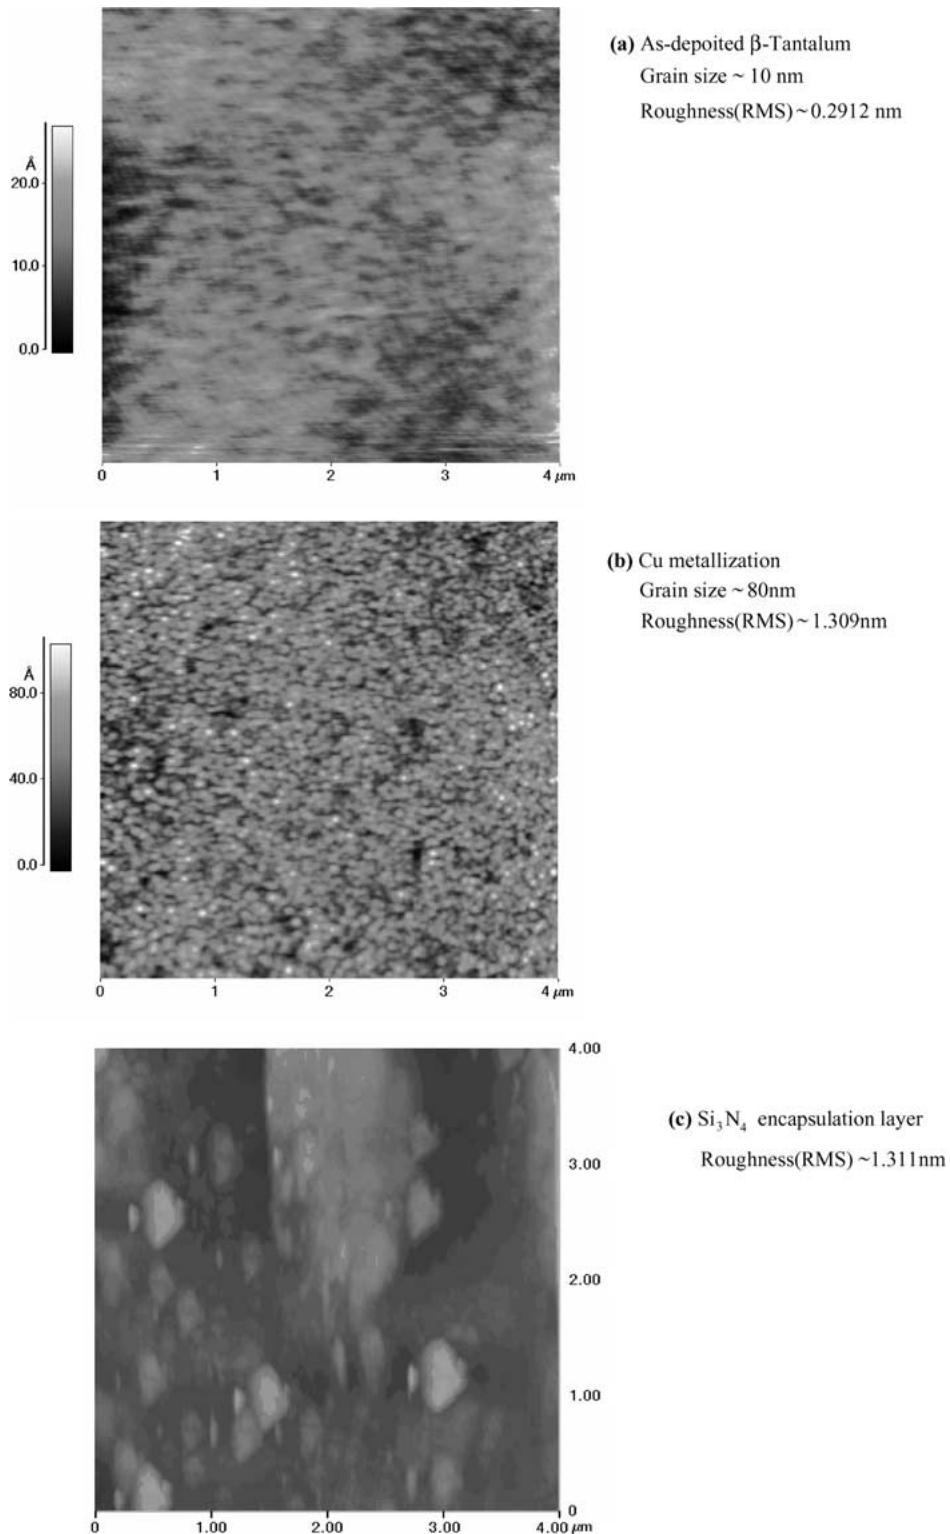 (a) As-depoited β-Tantalum
Grain size ~ 10 nm
Roughness(RMS) ~ 0.2912 nm
Å
20.0
10.0
0.0
0 1 2 3 4 μm
(b) Cu metallization
Grain size ~ 80nm
Roughness(RMS) ~ 1.309nm
Å
80.0
40.0
0.0
0 1 2 3 4 μm
4.00
(c) Si₃N₄ encapsulation layer
Roughness(RMS) ~1.311nm
3.00
2.00
1.00
0
0 1.00 2.00 3.00 4.00 μm